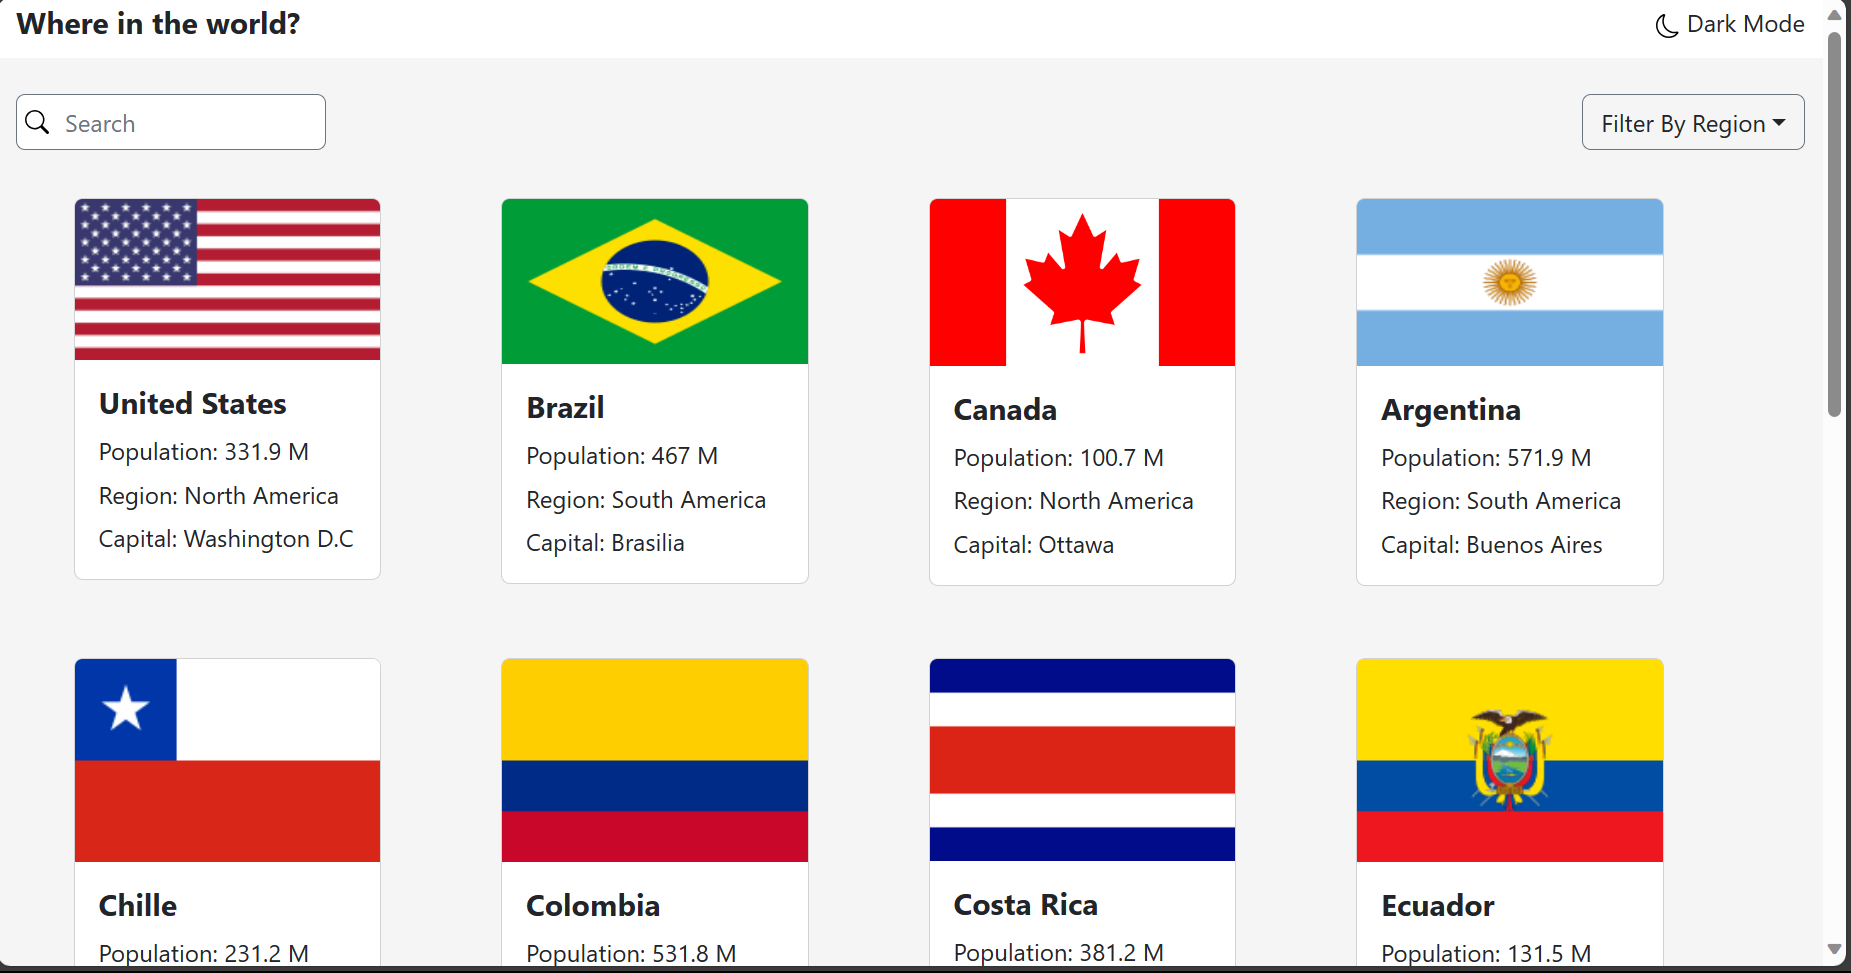 Where in the world?
Dark Mode
Search
Filter By Region
United States
Population: 331.9 M
Region: North America
Capital: Washington D.C
Brazil
Population: 467 M
Region: South America
Capital: Brasilia
Canada
Population: 100.7 M
Region: North America
Capital: Ottawa
Argentina
Population: 571.9 M
Region: South America
Capital: Buenos Aires
Chille
Population: 231.2 M
Colombia
Population: 531.8 M
Costa Rica
Population: 381.2 M
Ecuador
Population: 131.5 M